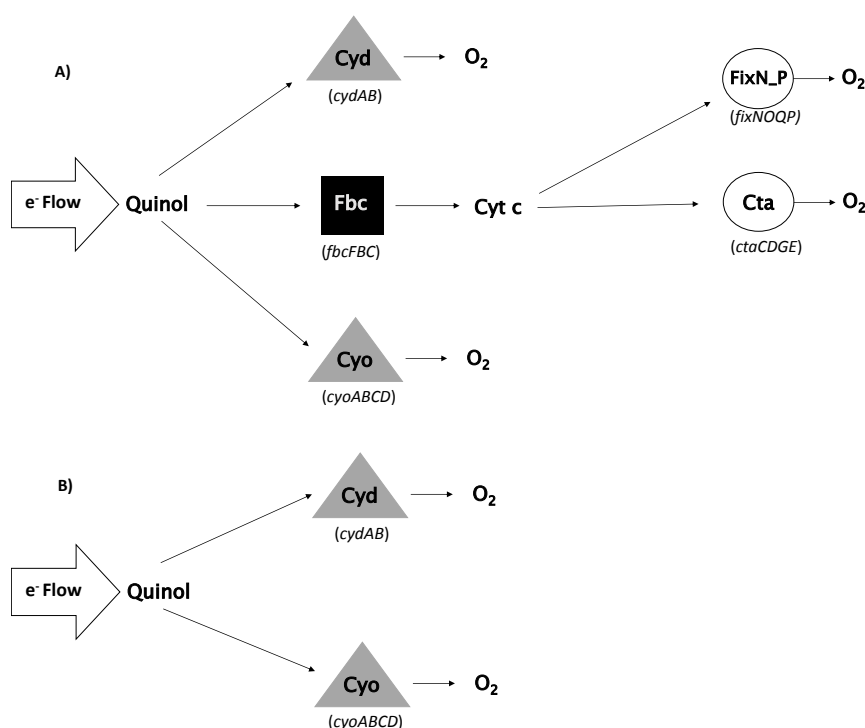 A)
Cyd
O₂
(cydAB)
FixN_P
O₂
(fixNOQP)
e⁻ Flow
Quinol
Fbc
Cyt c
Cta
O₂
(fbcFBC)
(ctaCDGE)
Cyo
O₂
(cyoABCD)
B)
Cyd
O₂
(cydAB)
e⁻ Flow
Quinol
Cyo
O₂
(cyoABCD)